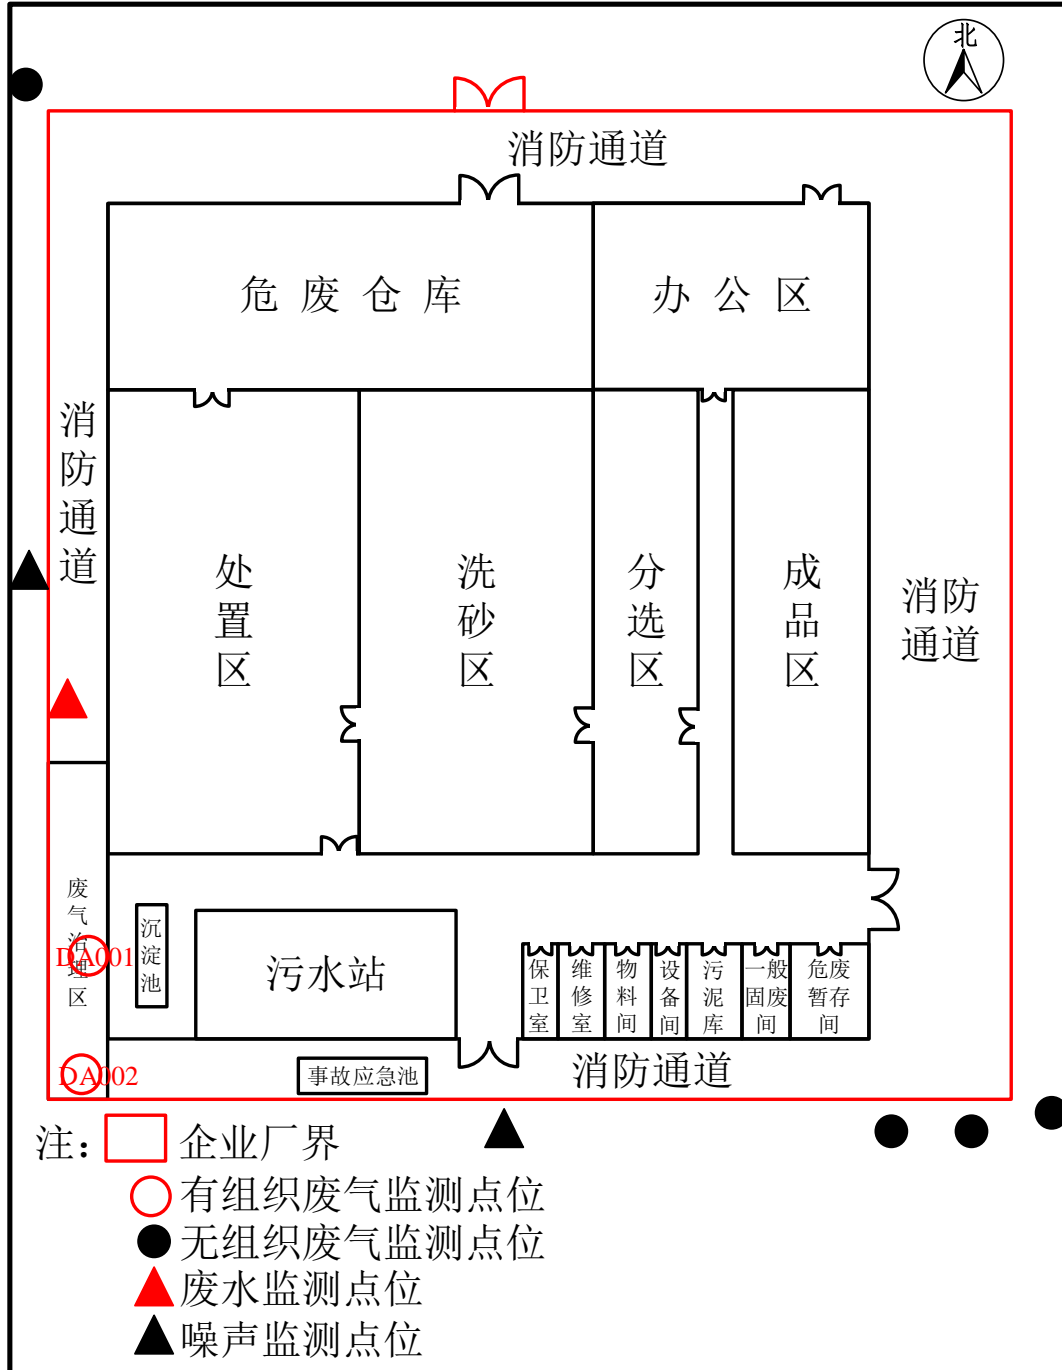 北
消防通道
危废仓库
办公区
消防通道
处置区
洗砂区
分选区
成品区
消防
通道
废气治理区
DA001
沉淀池
污水站
保卫室
维修室
物料间
设备间
污泥库
一般
固废
间
危废
暂存
间
DA002
事故应急池
消防通道
注：
企业厂界
有组织废气监测点位
无组织废气监测点位
废水监测点位
噪声监测点位